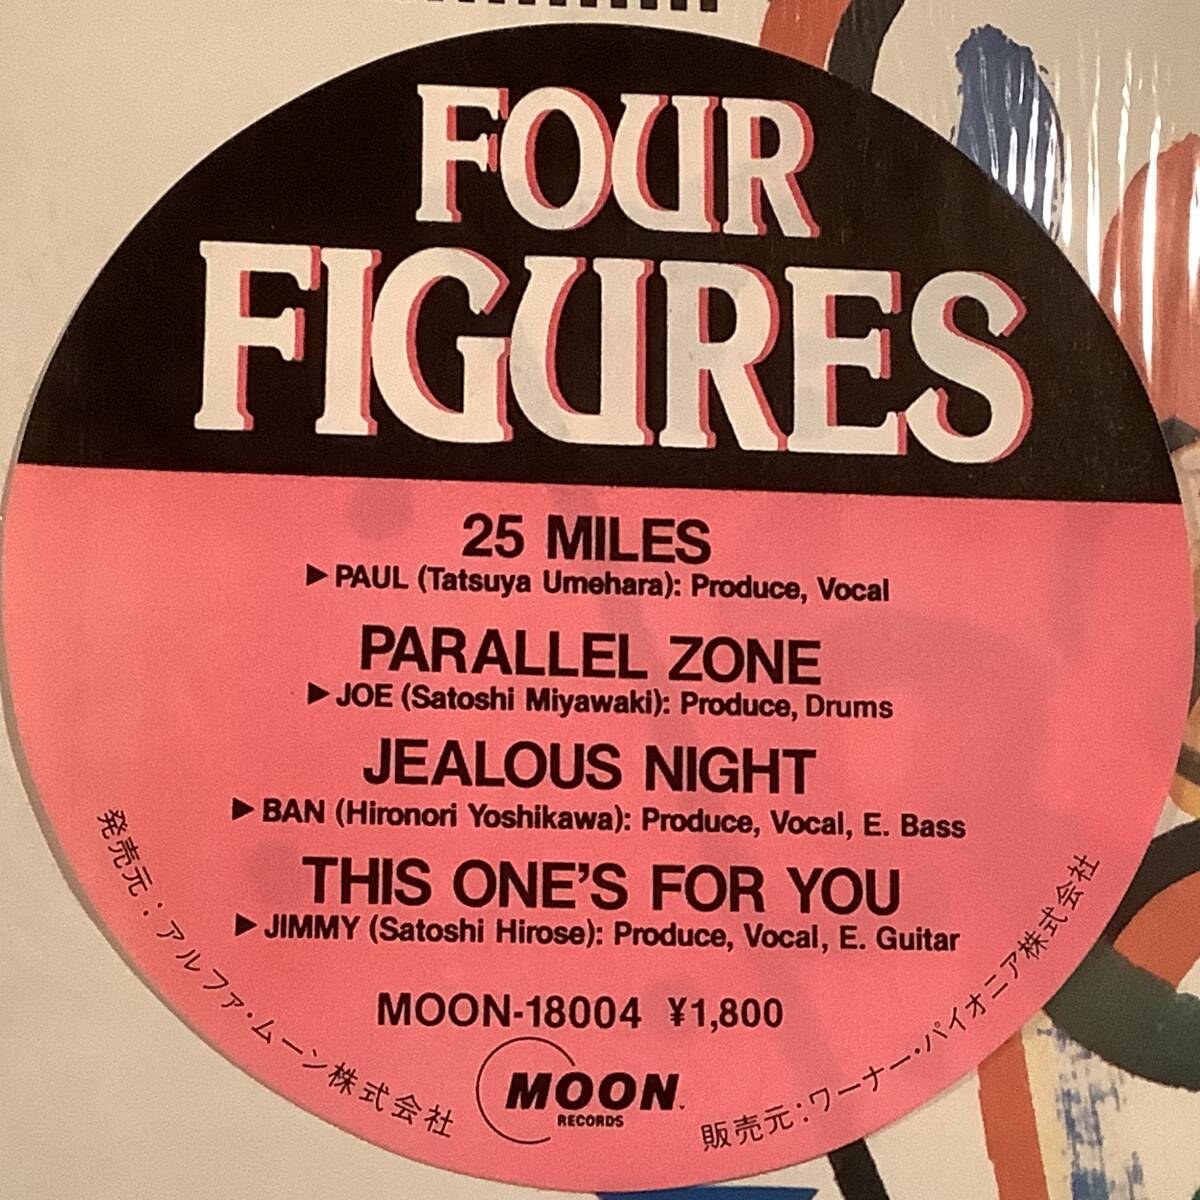 FOUR
FIGURES
25 MILES
▶PAUL (Tatsuya Umehara): Produce, Vocal
PARALLEL ZONE
▶JOE (Satoshi Miyawaki): Produce, Drums
JEALOUS NIGHT
▶BAN (Hironori Yoshikawa): Produce, Vocal, E. Bass
THIS ONE'S FOR YOU
▶JIMMY (Satoshi Hirose): Produce, Vocal, E. Guitar
MOON-18004 ¥1,800
MOON
RECORDS
発売元：アルファ・ムーン株式会社
販売元：ワーナー・パイオニア株式会社